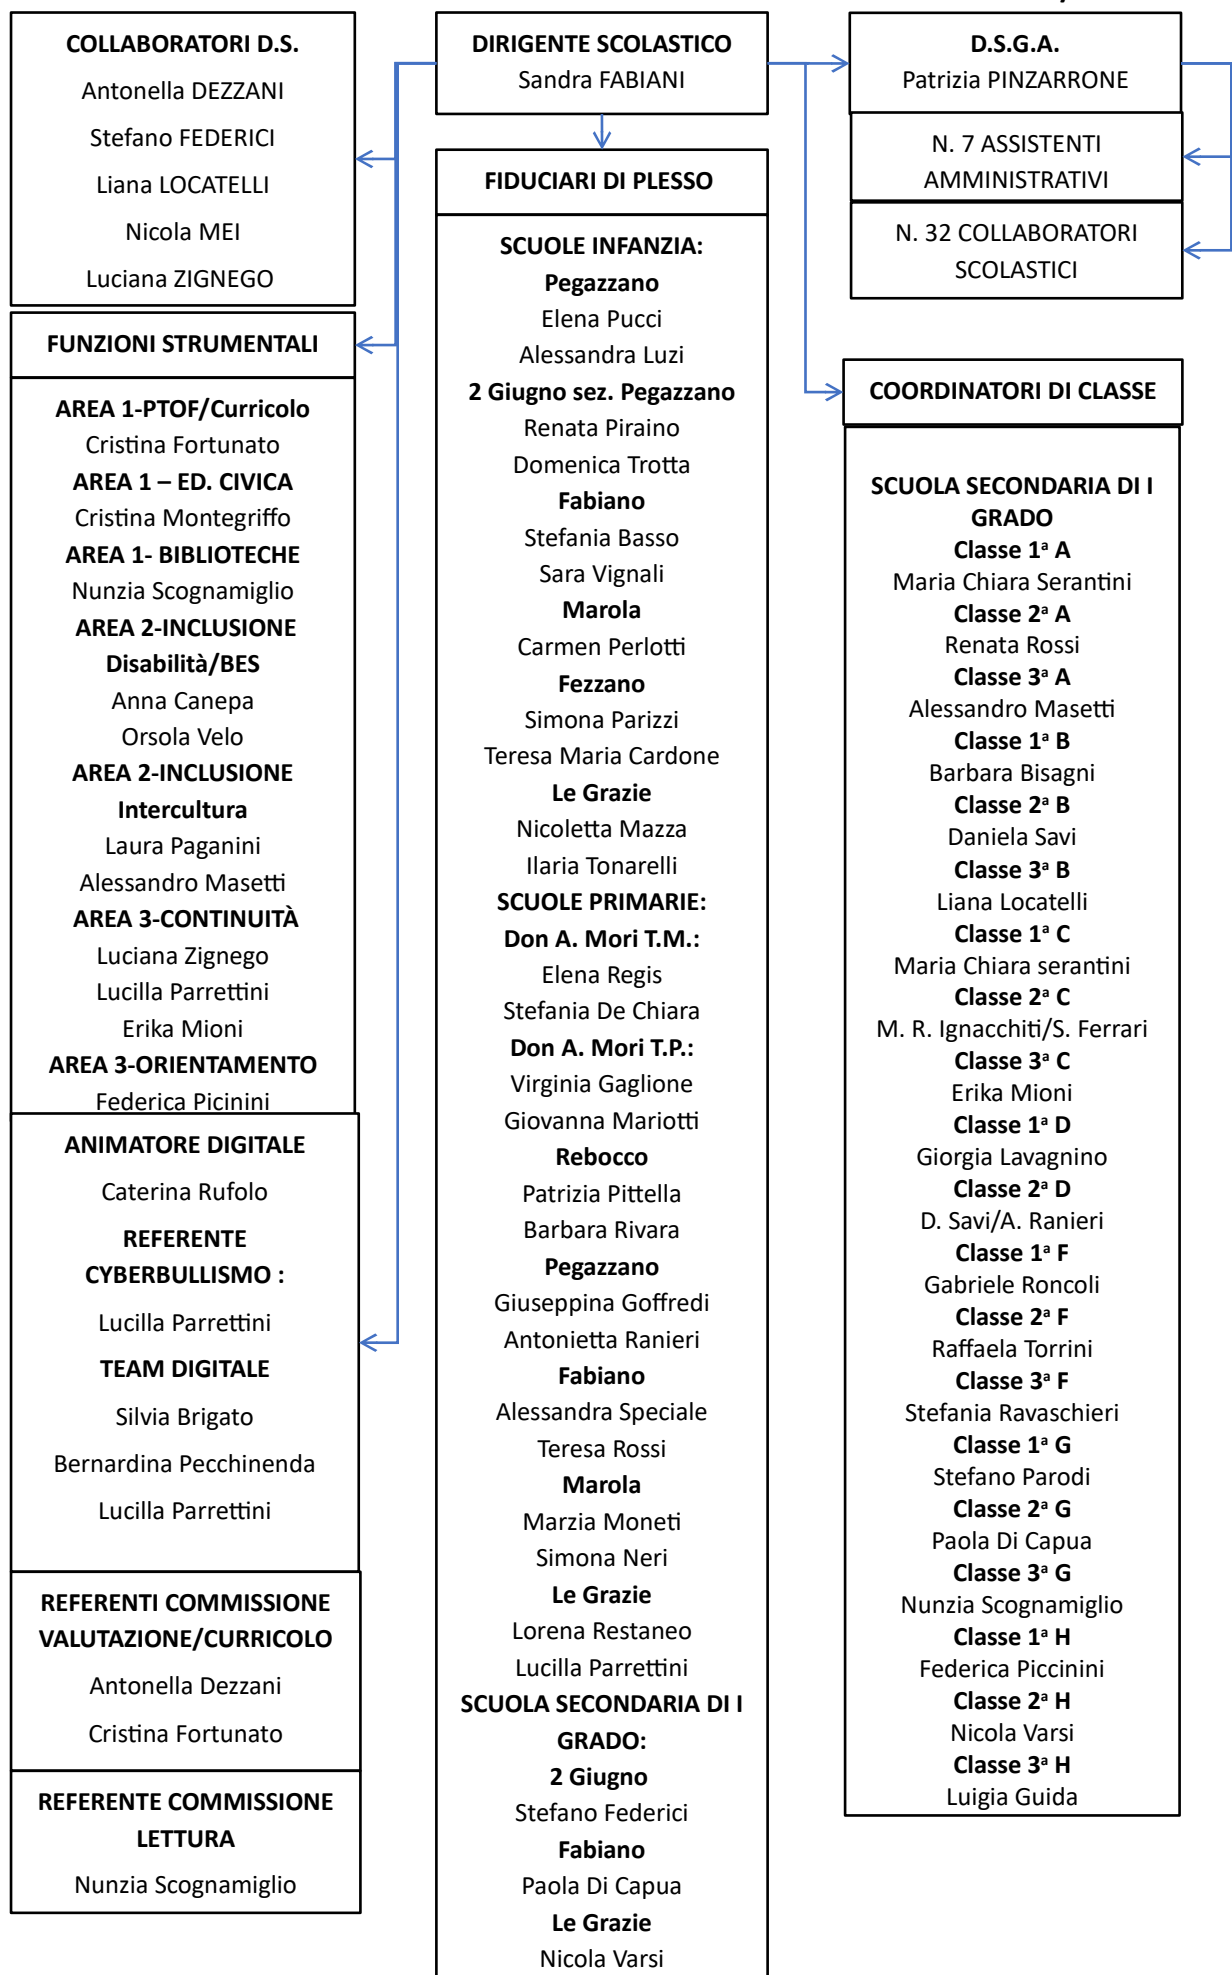 COLLABORATORI D.S.
Antonella DEZZANI
Stefano FEDERICI
Liana LOCATELLI
Nicola MEI
Luciana ZIGNEGO
FUNZIONI STRUMENTALI
AREA 1-PTOF/Curricolo
Cristina Fortunato
AREA 1 – ED. CIVICA
Cristina Montegriffo
AREA 1- BIBLIOTECHE
Nunzia Scognamiglio
AREA 2-INCLUSIONE
Disabilità/BES
Anna Canepa
Orsola Velo
AREA 2-INCLUSIONE
Intercultura
Laura Paganini
Alessandro Masetti
AREA 3-CONTINUITÀ
Luciana Zignego
Lucilla Parrettini
Erika Mioni
AREA 3-ORIENTAMENTO
Federica Picinini
ANIMATORE DIGITALE
Caterina Rufolo
REFERENTE
CYBERBULLISMO :
Lucilla Parrettini
TEAM DIGITALE
Silvia Brigato
Bernardina Pecchinenda
Lucilla Parrettini
REFERENTI COMMISSIONE
VALUTAZIONE/CURRICOLO
Antonella Dezzani
Cristina Fortunato
REFERENTE COMMISSIONE
LETTURA
Nunzia Scognamiglio
DIRIGENTE SCOLASTICO
Sandra FABIANI
FIDUCIARI DI PLESSO
SCUOLE INFANZIA:
Pegazzano
Elena Pucci
Alessandra Luzi
2 Giugno sez. Pegazzano
Renata Piraino
Domenica Trotta
Fabiano
Stefania Basso
Sara Vignali
Marola
Carmen Perlotti
Fezzano
Simona Parizzi
Teresa Maria Cardone
Le Grazie
Nicoletta Mazza
Ilaria Tonarelli
SCUOLE PRIMARIE:
Don A. Mori T.M.:
Elena Regis
Stefania De Chiara
Don A. Mori T.P.:
Virginia Gaglione
Giovanna Mariotti
Rebocco
Patrizia Pittella
Barbara Rivara
Pegazzano
Giuseppina Goffredi
Antonietta Ranieri
Fabiano
Alessandra Speciale
Teresa Rossi
Marola
Marzia Moneti
Simona Neri
Le Grazie
Lorena Restaneo
Lucilla Parrettini
SCUOLA SECONDARIA DI I
GRADO:
2 Giugno
Stefano Federici
Fabiano
Paola Di Capua
Le Grazie
Nicola Varsi
D.S.G.A.
Patrizia PINZARRONE
N. 7 ASSISTENTI
AMMINISTRATIVI
N. 32 COLLABORATORI
SCOLASTICI
COORDINATORI DI CLASSE
SCUOLA SECONDARIA DI I
GRADO
Classe 1ª A
Maria Chiara Serantini
Classe 2ª A
Renata Rossi
Classe 3ª A
Alessandro Masetti
Classe 1ª B
Barbara Bisagni
Classe 2ª B
Daniela Savi
Classe 3ª B
Liana Locatelli
Classe 1ª C
Maria Chiara serantini
Classe 2ª C
M. R. Ignacchiti/S. Ferrari
Classe 3ª C
Erika Mioni
Classe 1ª D
Giorgia Lavagnino
Classe 2ª D
D. Savi/A. Ranieri
Classe 1ª F
Gabriele Roncoli
Classe 2ª F
Raffaela Torrini
Classe 3ª F
Stefania Ravaschieri
Classe 1ª G
Stefano Parodi
Classe 2ª G
Paola Di Capua
Classe 3ª G
Nunzia Scognamiglio
Classe 1ª H
Federica Piccinini
Classe 2ª H
Nicola Varsi
Classe 3ª H
Luigia Guida